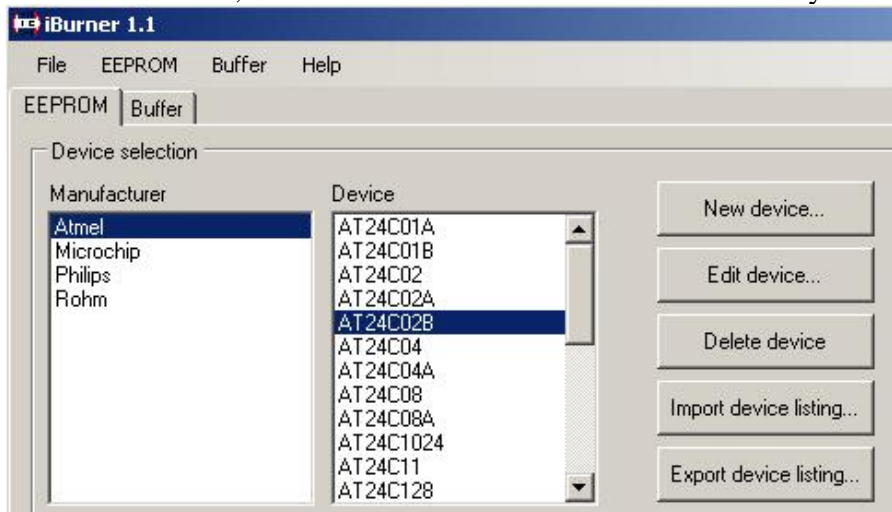 iBurner 1.1
File EEPROM Buffer Help
EEPROM Buffer
Device selection
Manufacturer
Atmel
Microchip
Philips
Rohm
Device
AT24C01A
AT24C01B
AT24C02
AT24C02A
AT24C02B
AT24C04
AT24C04A
AT24C08
AT24C08A
AT24C1024
AT24C11
AT24C128
New device...
Edit device...
Delete device
Import device listing...
Export device listing...